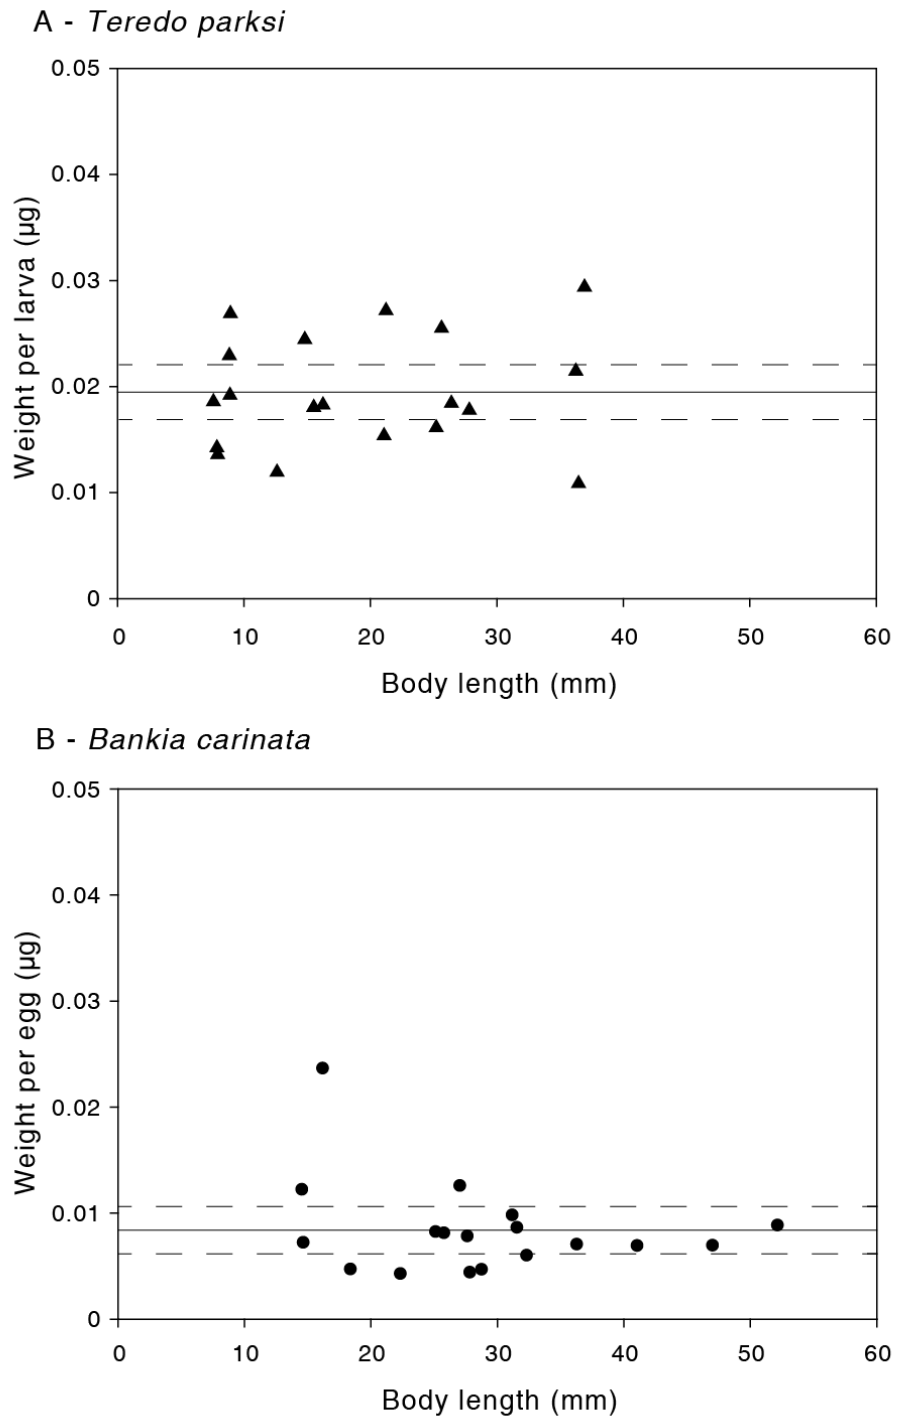 A - Teredo parksi
0.05
0.04
0.03
0.02
0.01
0
Weight per larva (µg)
0 10 20 30 40 50 60
Body length (mm)
B - Bankia carinata
0.05
0.04
0.03
0.02
0.01
0
Weight per egg (µg)
0 10 20 30 40 50 60
Body length (mm)